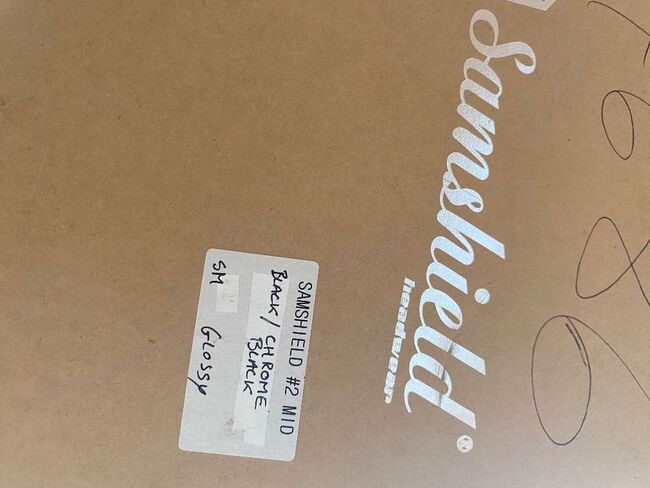 Samshield®
headwear
SAMSHIELD #2 MID
BLACK/CHROME
BLACK
SM GLOSSY